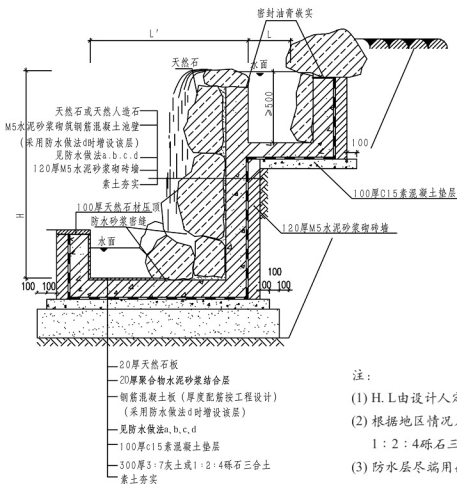 密封油膏嵌实
L'
L
天然石
水面
≥500
天然石或天然人造石
M5水泥砂浆砌筑钢筋混凝土池壁
(采用防水做法d时增设该层)
见防水做法a.b.c.d
120厚M5水泥砂浆砌砖墙
素土夯实
100
H
100厚C15素混凝土垫层
100厚天然石材压顶
防水砂浆密缝
120厚M5水泥砂浆砌砖墙
水面
100
100 100
100 100
20厚天然石板
20厚聚合物水泥砂浆结合层
钢筋混凝土板 (厚度配筋按工程设计)
(采用防水做法d时增设该层)
见防水做法a,b,c,d
100厚c15素混凝土垫层
300厚3:7灰土或1:2:4砾石三合土
素土夯实
注:
(1) H. L由设计人
(2) 根据地区情况
1:2:4砾石三
(3) 防水层尽端用